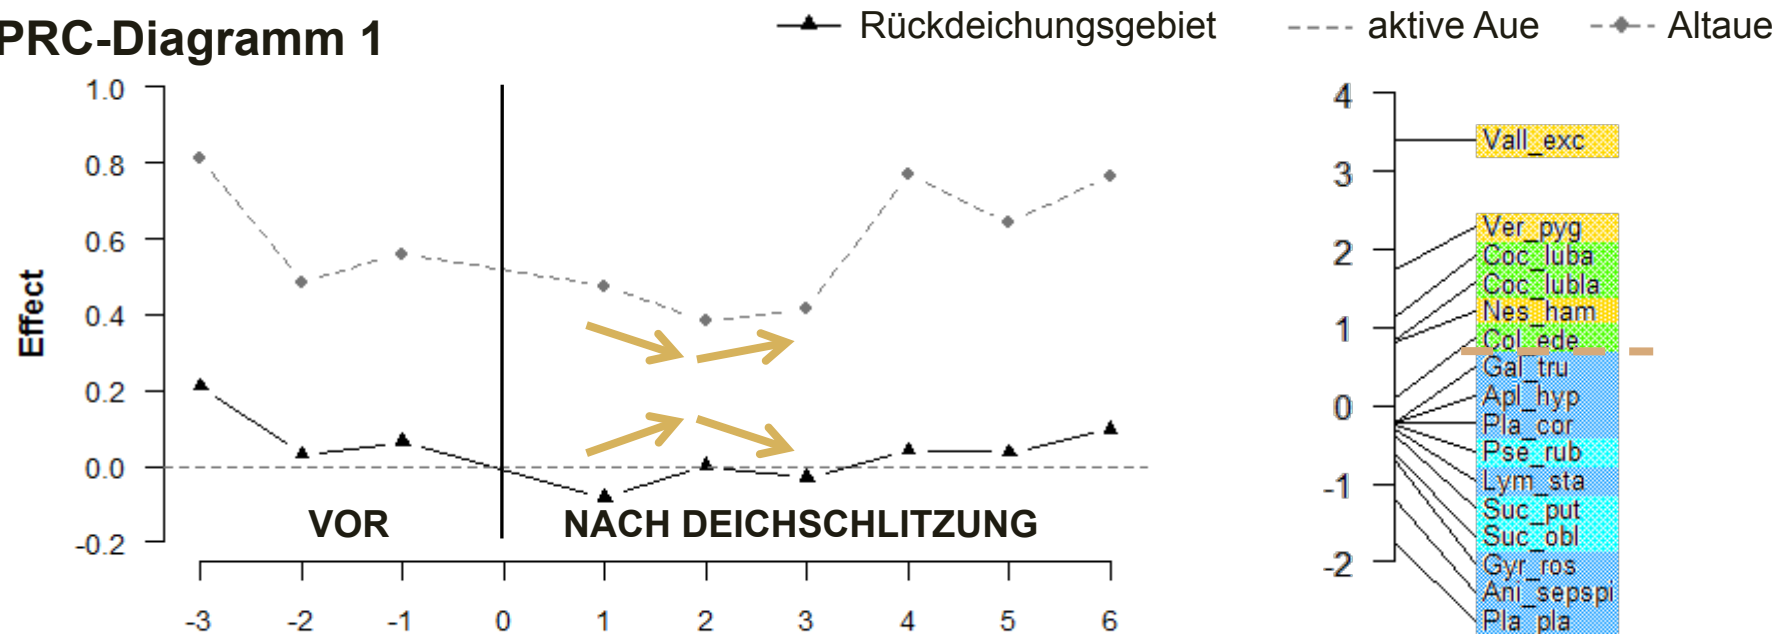 PRC-Diagramm 1
Rückdeichungsgebiet
aktive Aue
Altaue
1.0
0.8
0.6
0.4
0.2
0.0
-0.2
Effect
VOR
NACH DEICHSCHLITZUNG
-3 -2 -1 0 1 2 3 4 5 6
4
3
2
1
0
-1
-2
Vall_exc
Ver_pyg
Coc_luba
Coc_lubla
Nes_ham
Col_ede
Gal_tru
Apl_hyp
Pla_cor
Pse_rub
Lym_sta
Suc_put
Suc_obl
Gyr_ros
Ani_sepspi
Pla_pla